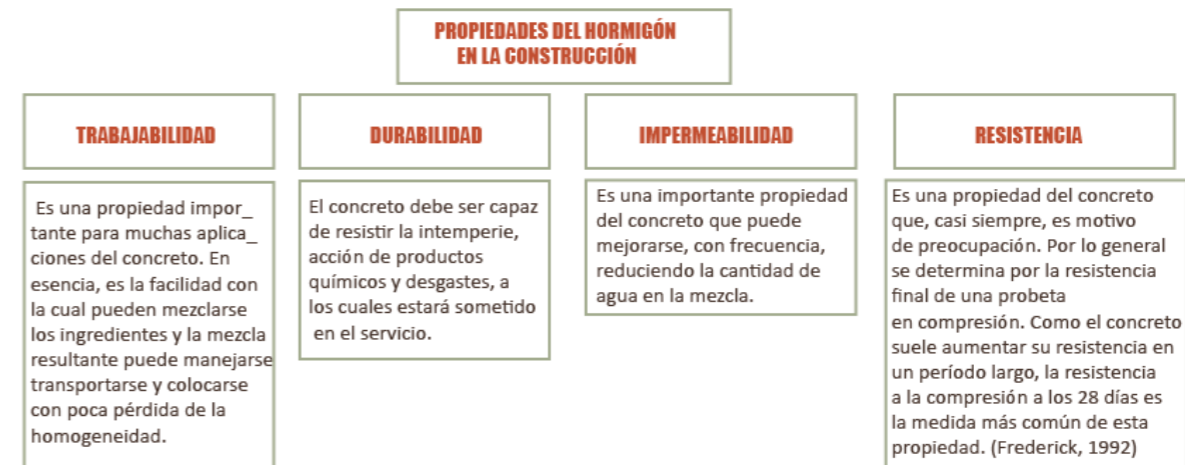 PROPIEDADES DEL HORMIGÓN
EN LA CONSTRUCCIÓN
TRABAJABILIDAD
Es una propiedad impor_
tante para muchas aplica_
ciones del concreto. En
esencia, es la facilidad con
la cual pueden mezclarse
los ingredientes y la mezcla
resultante puede manejarse
transportarse y colocarse
con poca pérdida de la
homogeneidad.
DURABILIDAD
El concreto debe ser capaz
de resistir la intemperie,
acción de productos
químicos y desgastes, a
los cuales estará sometido
en el servicio.
IMPERMEABILIDAD
Es una importante propiedad
del concreto que puede
mejorarse, con frecuencia,
reduciendo la cantidad de
agua en la mezcla.
RESISTENCIA
Es una propiedad del concreto
que, casi siempre, es motivo
de preocupación. Por lo general
se determina por la resistencia
final de una probeta
en compresión. Como el concreto
suele aumentar su resistencia en
un período largo, la resistencia
a la compresión a los 28 días es
la medida más común de esta
propiedad. (Frederick, 1992)